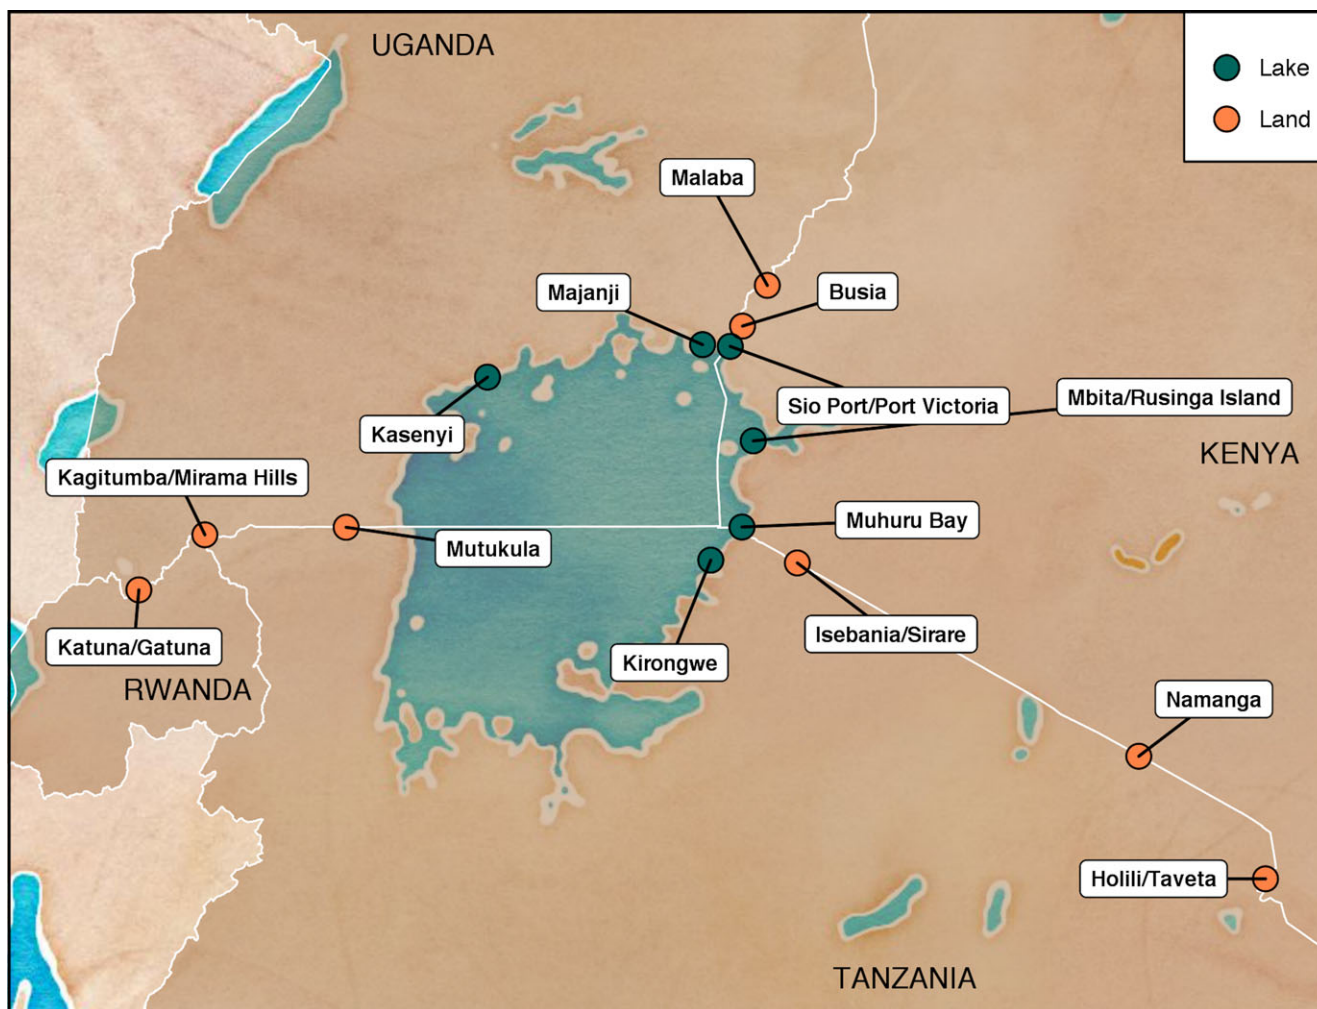 UGANDA
Lake
Land
Malaba
Majanji
Busia
Sio Port/Port Victoria
Mbita/Rusinga Island
Kasenyi
KENYA
Kagitumba/Mirama Hills
Mutukula
Muhuru Bay
Katuna/Gatuna
Isebania/Sirare
Kirongwe
RWANDA
Namanga
Holili/Taveta
TANZANIA